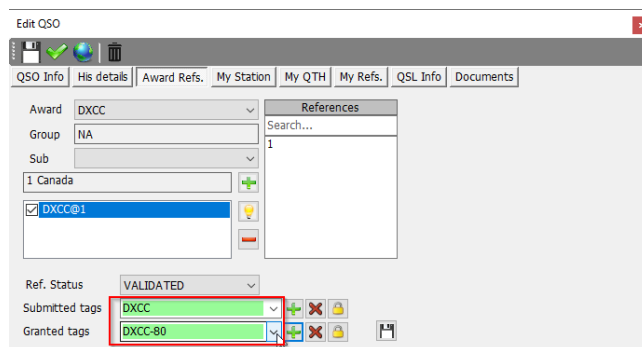 Edit QSO
QSO Info His details Award Refs. My Station My QTH My Refs. QSL Info Documents
Award DXCC
References
Group NA
Search...
1
Sub
1 Canada
DXCC@1
Ref. Status VALIDATED
Submitted tags DXCC
Granted tags DXCC-80